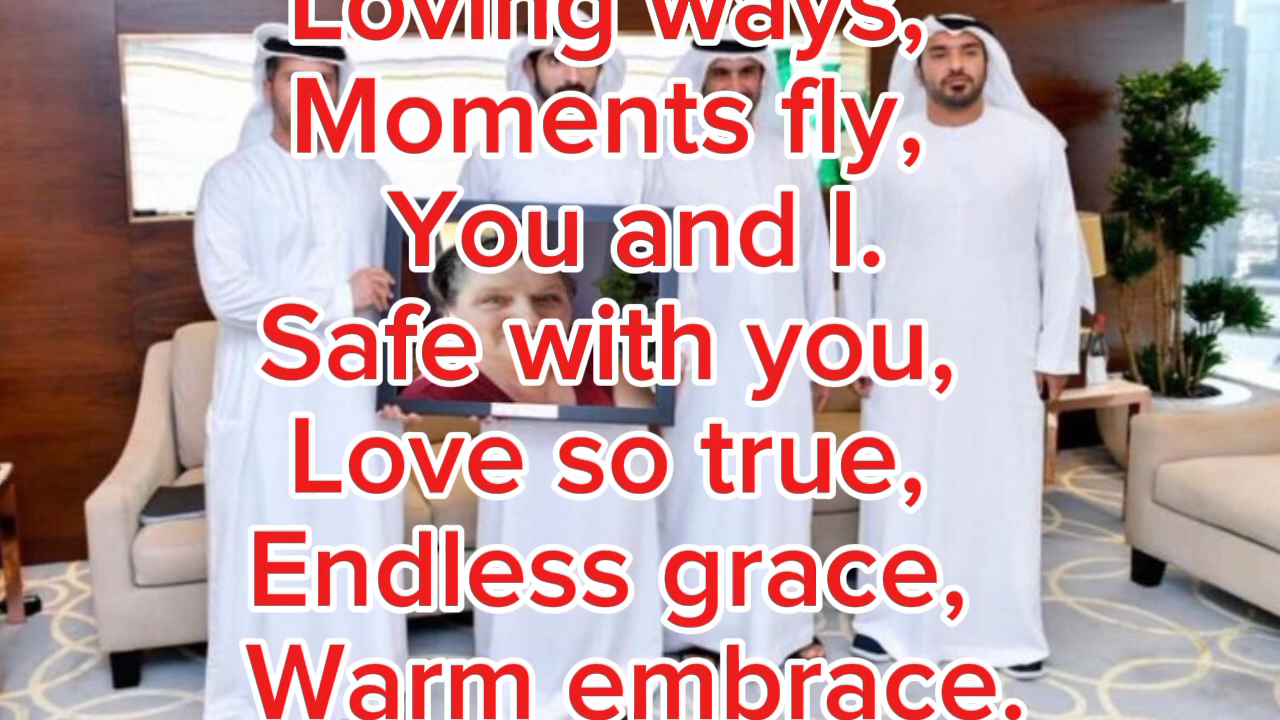 Loving ways,
Moments fly,
You and I.
Safe with you,
Love so true,
Endless grace,
Warm embrace.